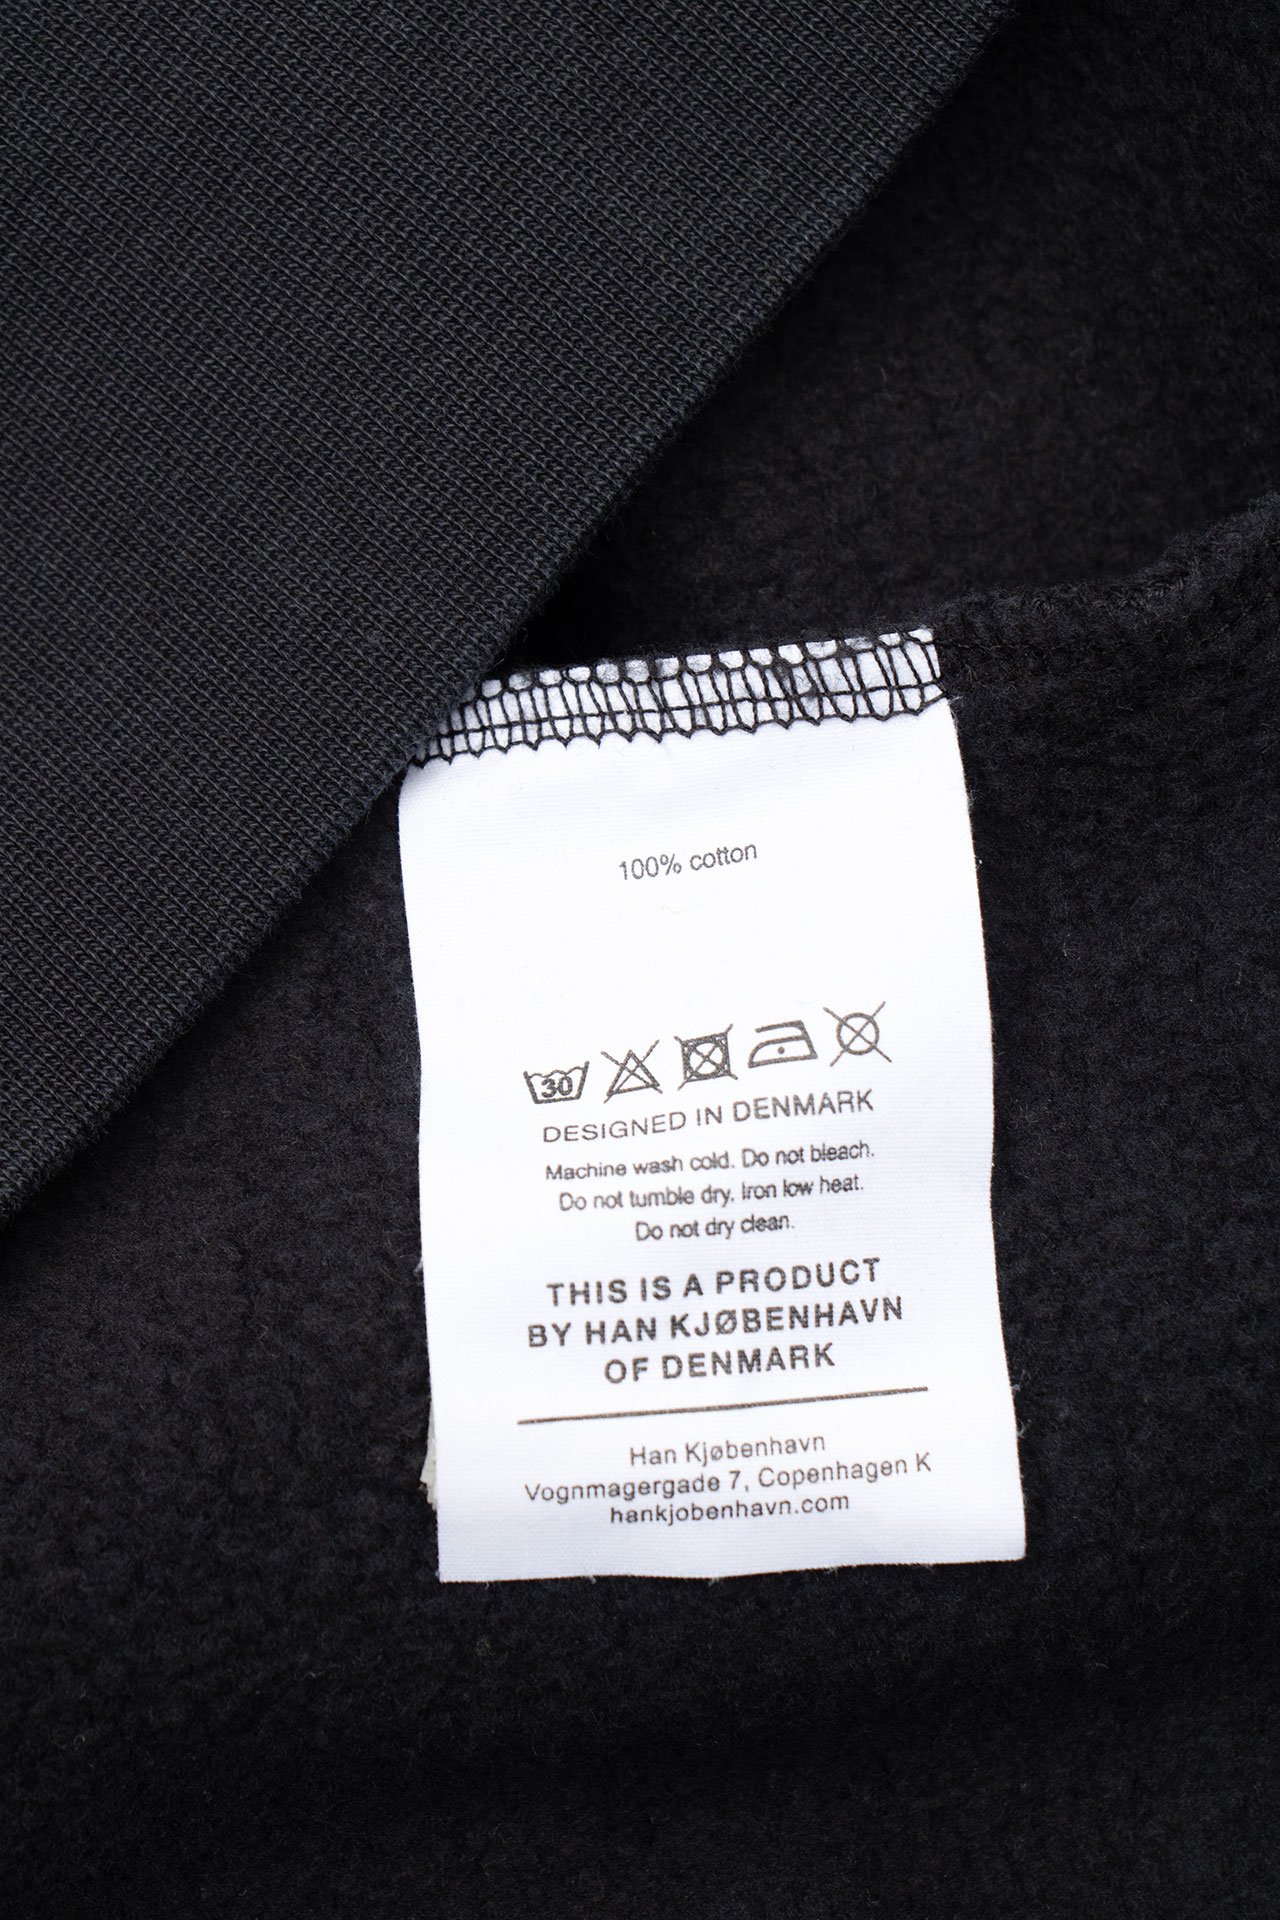 100% cotton
30
DESIGNED IN DENMARK
Machine wash cold. Do not bleach.
Do not tumble dry. Iron low heat.
Do not dry clean.
THIS IS A PRODUCT
BY HAN KJØBENHAVN
OF DENMARK
Han Kjøbenhavn
Vognmagergade 7, Copenhagen K
hankjobenhavn.com